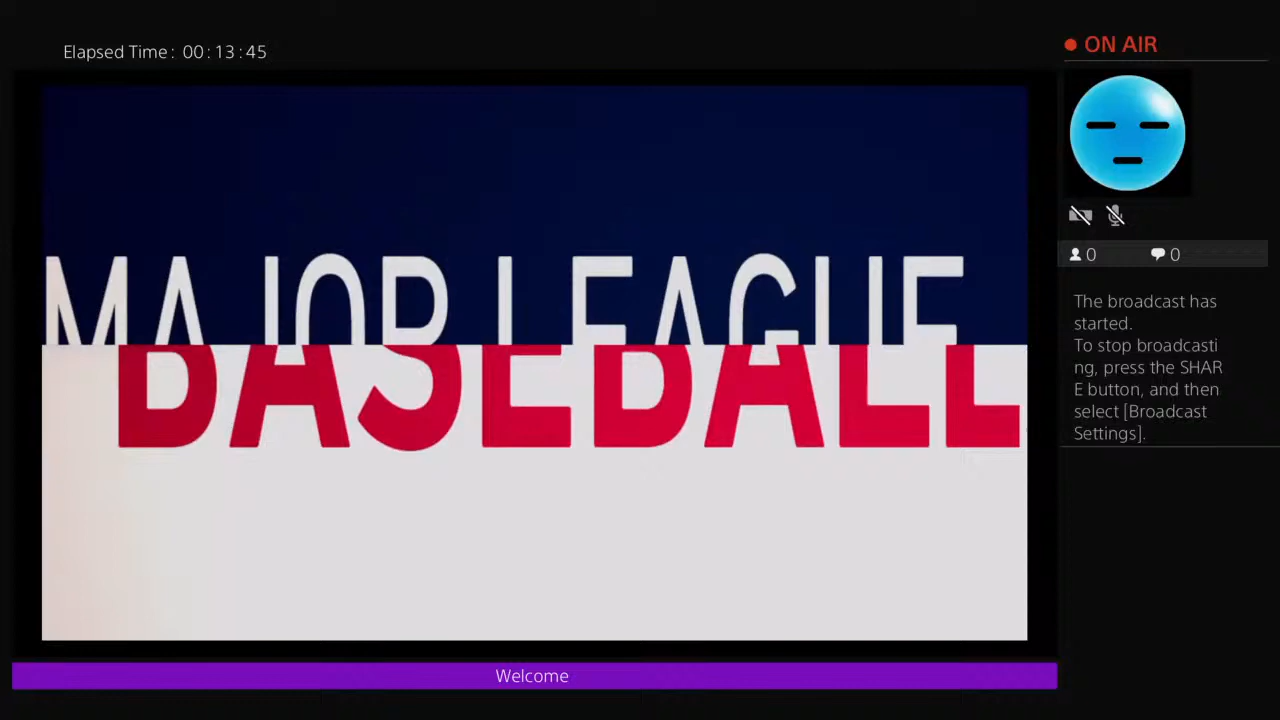 Elapsed Time: 00:13:45
ON AIR
MAJOR LEAGUE
BASEBALL
0
0
The broadcast has
started.
To stop broadcasti
ng, press the SHAR
E button, and then
select [Broadcast
Settings].
Welcome